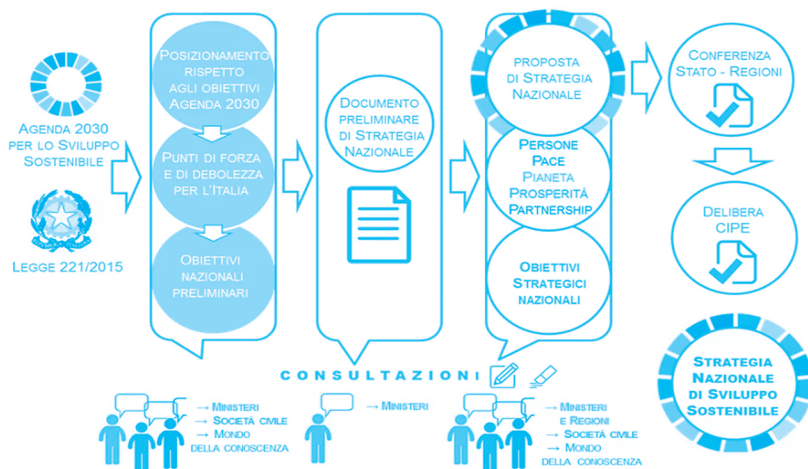 AGENDA 2030
PER LO SVILUPPO
SOSTENIBILE
LEGGE 221/2015
POSIZIONAMENTO
RISPETTO
AGLI OBIETTIVI
AGENDA 2030
PUNTI DI FORZA
E DI DEBOLEZZA
PER L'ITALIA
OBIETTIVI
NAZIONALI
PRELIMINARI
DOCUMENTO
PRELIMINARE
DI STRATEGIA
NAZIONALE
PROPOSTA
DI STRATEGIA
NAZIONALE
PERSONE
PACE
PIANETA
PROSPERITÀ
PARTNERSHIP
OBIETTIVI
STRATEGICI
NAZIONALI
CONFERENZA
STATO - REGIONI
DELIBERA
CIPE
STRATEGIA
NAZIONALE
DI SVILUPPO
SOSTENIBILE
CONSULTAZIONI
→ MINISTERI
→ SOCIETÀ CIVILE
→ MONDO
DELLA CONOSCENZA
→ MINISTERI
→ MINISTERI
E REGIONI
→ SOCIETÀ CIVILE
→ MONDO
DELLA CONOSCENZA